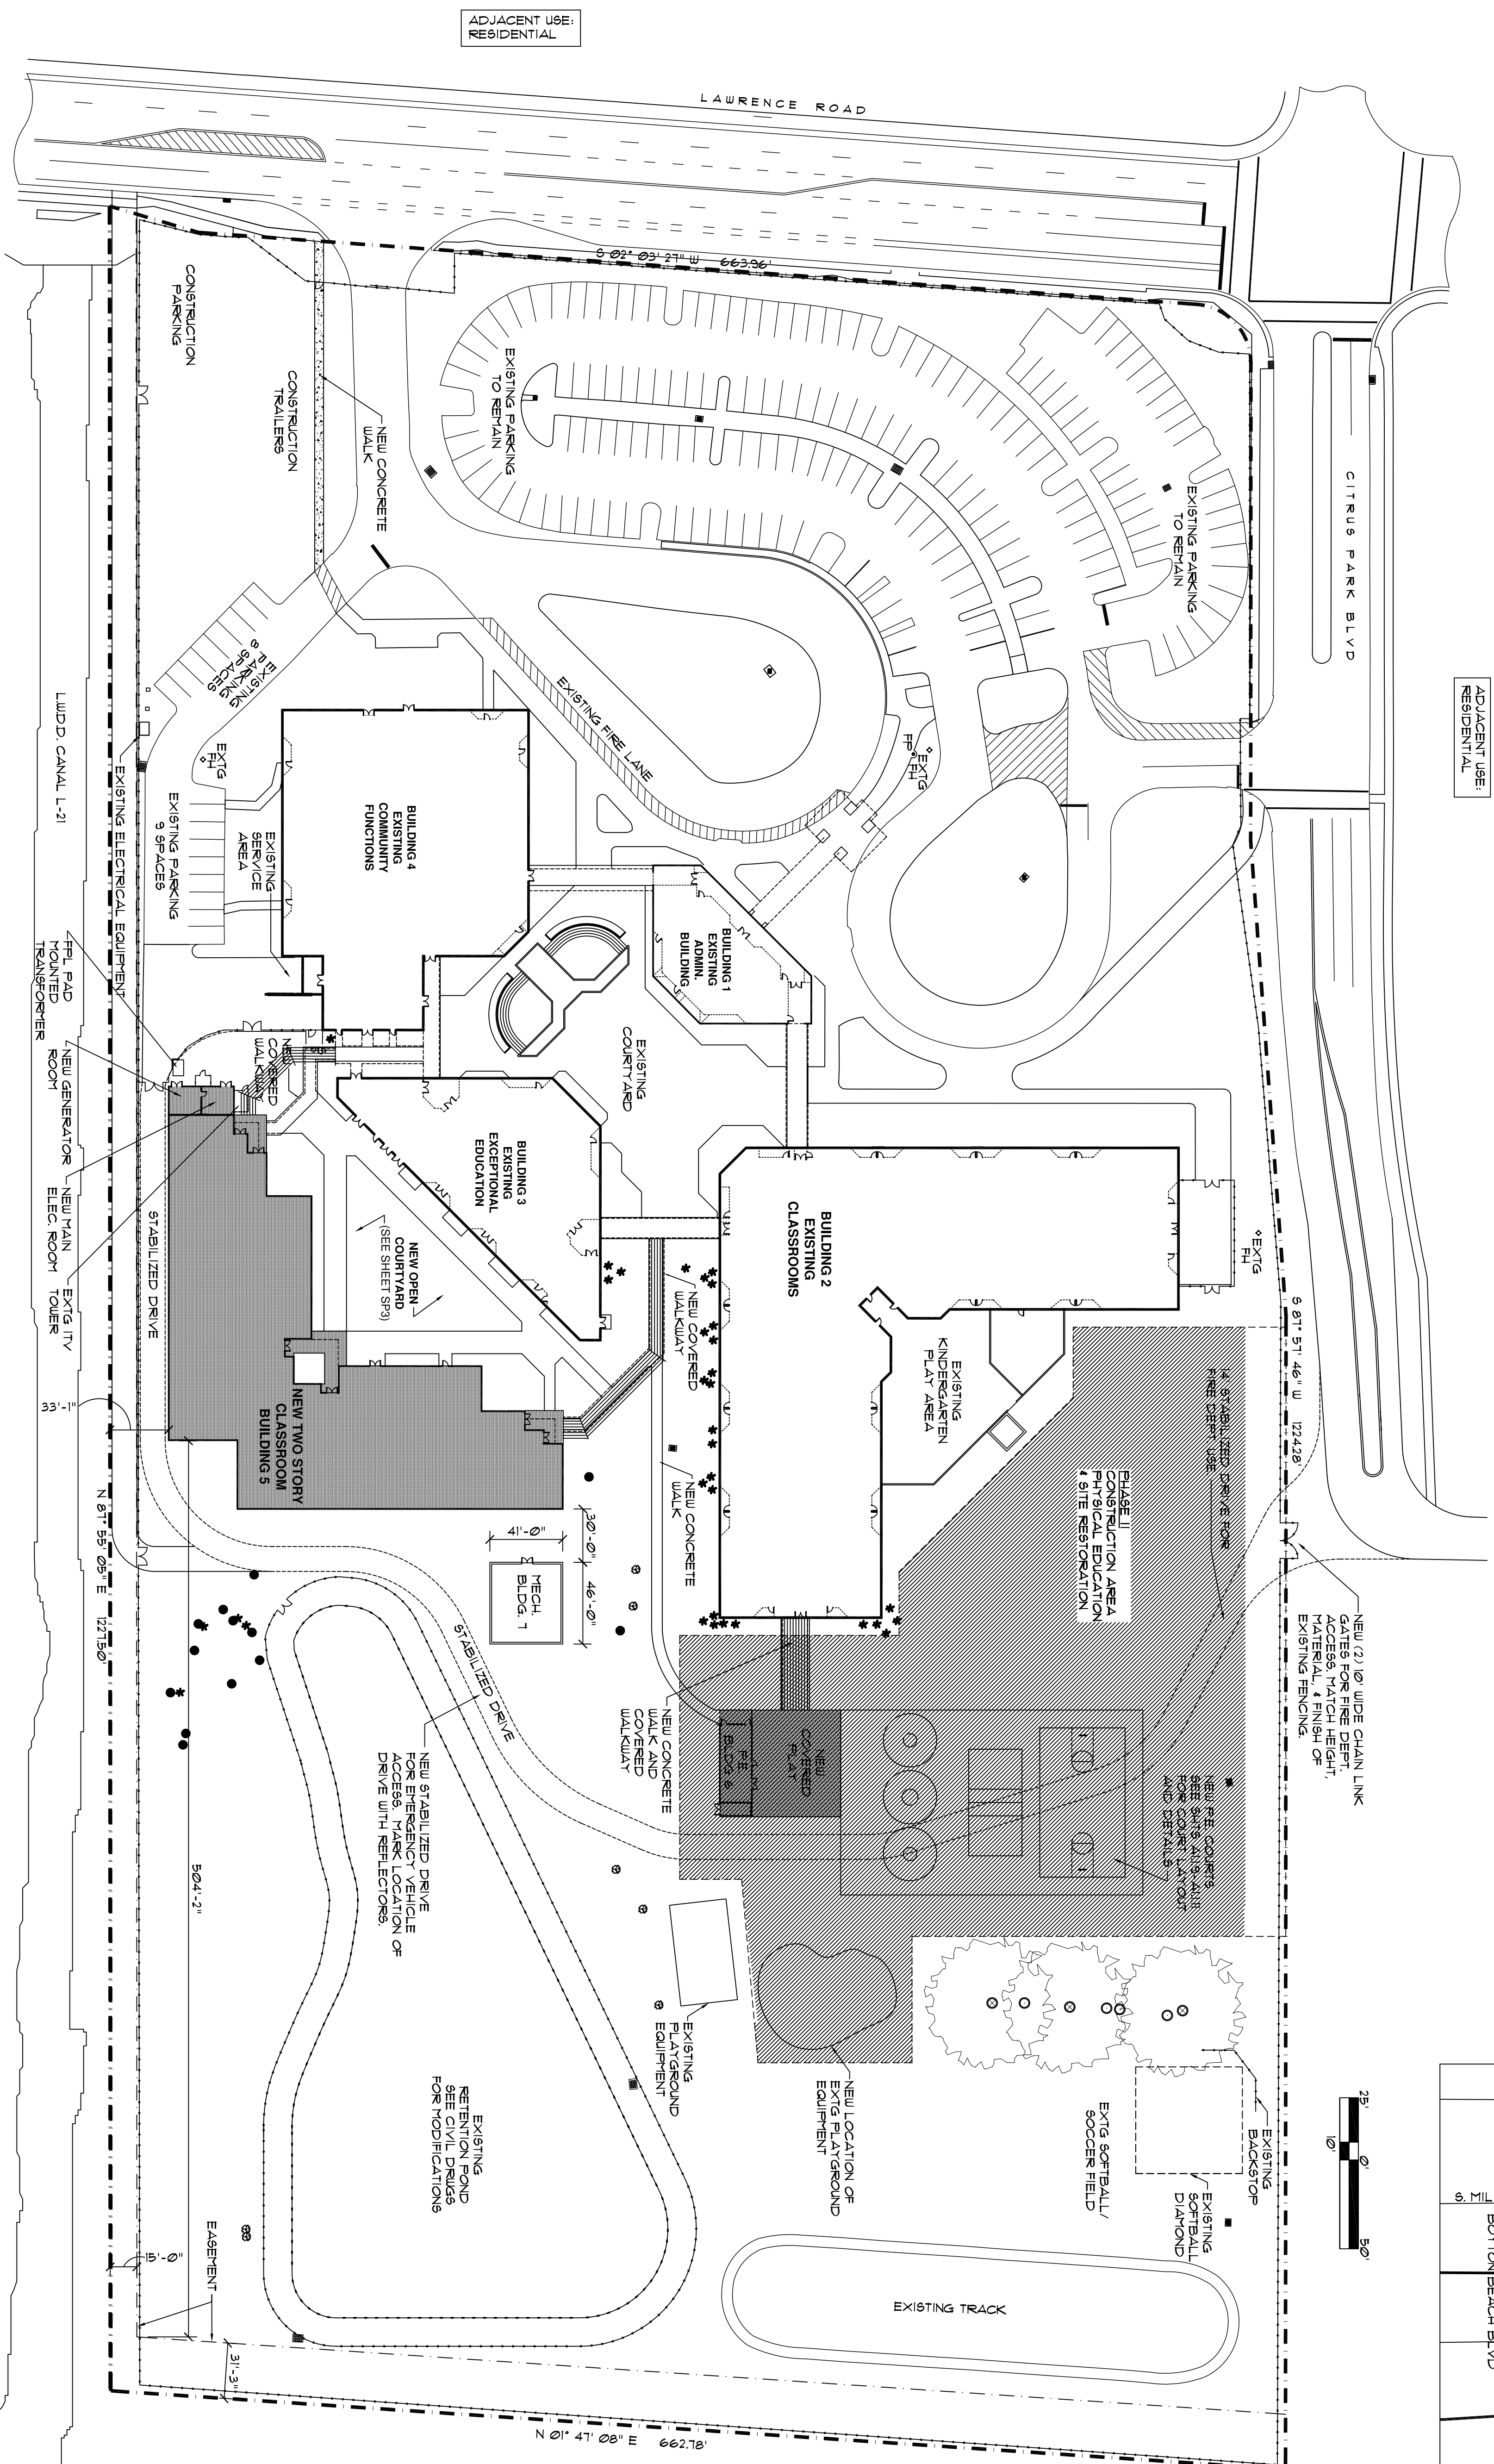 ADJACENT USE:
RESIDENTIAL
LAWRENCE ROAD
S 02° 03' 27" W 663.96'
CITRUS PARK BLVD
ADJACENT USE:
RESIDENTIAL
CONSTRUCTION
PARKING
CONSTRUCTION
TRAILERS
NEW CONCRETE
WALK
EXISTING PARKING
TO REMAIN
EXISTING PARKING
TO REMAIN
EXISTING
8 PARKING
SPACES
EXISTING FIRE LANE
EXTG
FH
FP
EXTG
FH
L.W.D.D. CANAL L-21
EXISTING ELECTRICAL EQUIPMENT
EXISTING PARKING
9 SPACES
EXISTING
SERVICE
AREA
BUILDING 4
EXISTING
COMMUNITY
FUNCTIONS
BUILDING 1
EXISTING
ADMIN.
BUILDING
EXISTING
COURTYARD
FPL PAD
MOUNTED
TRANSFORMER
NEW GENERATOR
ROOM
NEW MAIN
ELEC. ROOM
EXTG ITV
TOWER
NEW
COVERED
WALKWAY
BUILDING 3
EXISTING
EXCEPTIONAL
EDUCATION
NEW OPEN
COURTYARD
(SEE SHEET SP3)
STABILIZED DRIVE
BUILDING 2
EXISTING
CLASSROOMS
EXTG
FH
NEW COVERED
WALKWAY
EXISTING
KINDERGARTEN
PLAY AREA
S 87° 57' 46" W 1224.28'
14' STABILIZED DRIVE FOR
FIRE DEPT USE
PHASE II
CONSTRUCTION AREA
PHYSICAL EDUCATION
& SITE RESTORATION
NEW (2) 10' WIDE CHAIN LINK
GATES FOR FIRE DEPT.
ACCESS. MATCH HEIGHT,
MATERIAL, & FINISH OF
EXISTING FENCING.
NEW TWO STORY
CLASSROOM
BUILDING 5
33'-1"
N 87° 55' 05" E 1227.50'
NEW CONCRETE
WALK
30'-0"
41'-0"
46'-0"
MECH.
BLDG. 7
STABILIZED DRIVE
NEW CONCRETE
WALK AND
COVERED
WALKWAY
P.E.
BLDG 6
NEW
COVERED
PLAY
NEW P.E. COURTS.
FOR COURT LAYOUT
AND DETAILS
NEW STABILIZED DRIVE
FOR EMERGENCY VEHICLE
ACCESS. MARK LOCATION OF
DRIVE WITH REFLECTORS.
504'-2"
EXISTING
PLAYGROUND
EQUIPMENT
NEW LOCATION OF
EXTG PLAYGROUND
EQUIPMENT
EXTG SOFTBALL/
SOCCER FIELD
EXISTING
BACKSTOP
EXISTING
SOFTBALL
DIAMOND
25' 0' 50'
10'
S. MIL
BEACH BLVD
EXISTING
RETENTION POND
SEE CIVIL DRWGS
FOR MODIFICATIONS
EASEMENT
15'-0"
31'-3"
EXISTING TRACK
N 01° 47' 08" E 662.78'